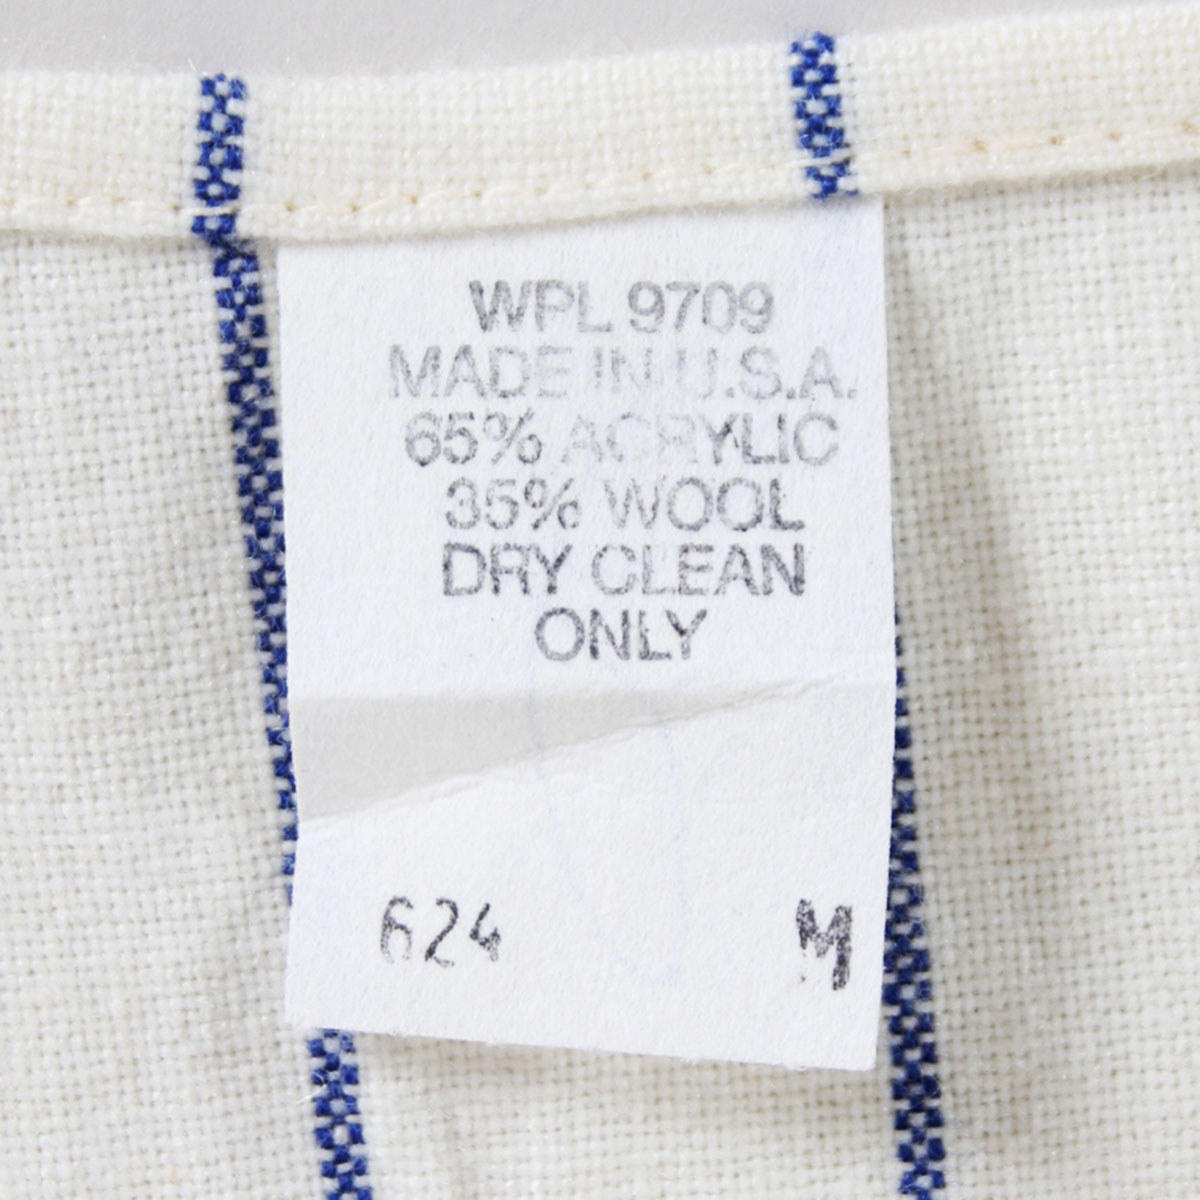 WPL 9709
MADE IN U.S.A.
65% ACRYLIC
35% WOOL
DRY CLEAN
ONLY
624 M